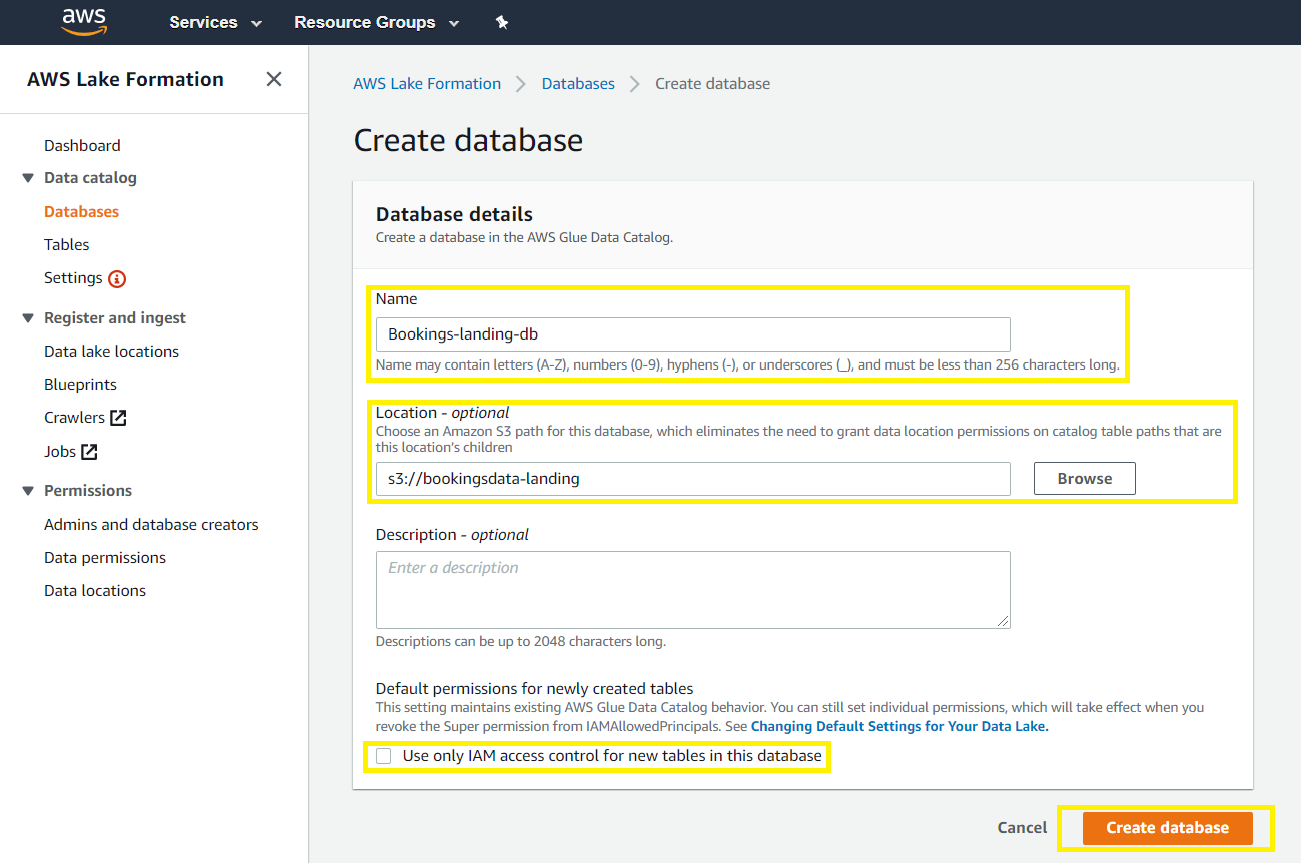 aws Services Resource Groups
AWS Lake Formation
Dashboard
Data catalog
Databases
Tables
Settings
Register and ingest
Data lake locations
Blueprints
Crawlers
Jobs
Permissions
Admins and database creators
Data permissions
Data locations
AWS Lake Formation > Databases > Create database
Create database
Database details
Create a database in the AWS Glue Data Catalog.
Name
Bookings-landing-db
Name may contain letters (A-Z), numbers (0-9), hyphens (-), or underscores (_), and must be less than 256 characters long.
Location - optional
Choose an Amazon S3 path for this database, which eliminates the need to grant data location permissions on catalog table paths that are
this location's children
s3://bookingsdata-landing Browse
Description - optional
Enter a description
Descriptions can be up to 2048 characters long.
Default permissions for newly created tables
This setting maintains existing AWS Glue Data Catalog behavior. You can still set individual permissions, which will take effect when you
revoke the Super permission from IAMAllowedPrincipals. See Changing Default Settings for Your Data Lake.
Use only IAM access control for new tables in this database
Cancel Create database